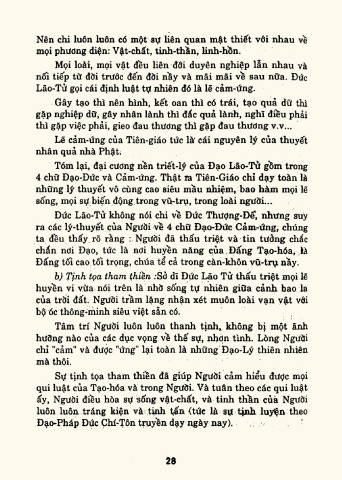 Nên chi luôn luôn có một sự liên quan mật thiết với nhau về
mọi phương diện: Vật-chất, tinh-thần, linh-hồn.
Mọi loài, mọi vật đều liên đới duyên nghiệp lẫn nhau và
nối tiếp từ đời trước đến đời nầy và mãi mãi về sau nữa. Đức
Lão-Tử gọi cái định luật tự nhiên đó là lẽ cảm-ứng.
Gây tạo thì nên hình, kết oan thì có trái, tạo quả dữ thì
gặp nghiệp dữ, gây nhân lành thì đắc quả lành, nghĩ điều phải
thì gặp việc phải, gieo đau thương thì gặp đau thương v.v...
Lẽ cảm-ứng của Tiên-giáo tức là cái nguyên lý của thuyết
nhân quả nhà Phật.
Tóm lại, đại cương nền triết-lý của Đạo Lão-Tử gồm trong
4 chữ Đạo-Đức và Cảm-ứng. Thật ra Tiên-Giáo chỉ dạy toàn là
những lý thuyết vô cùng cao siêu mầu nhiệm, bao hàm mọi lẽ
sống, mọi sự biến động trong vũ-trụ, trong loài người...
Đức Lão-Tử không nói chi về Đức Thượng-Đế, nhưng suy
ra các lý-thuyết của Người về 4 chữ Đạo-Đức Cảm-ứng, chúng
ta đều thấy rõ rằng : Người đã thấu triệt và tin tưởng chắc
chắn nơi Đạo, tức là nơi huyền năng của Đấng Tạo-hóa, là
Đấng tối cao tối trọng, chúa tể cả trong càn-khôn vũ-trụ nầy.
b) Tịnh tọa tham thiền :Sở dĩ Đức Lão Tử thấu triệt mọi lẽ
huyền vi vừa nói trên là nhờ sống tự nhiên giữa cảnh bao la
của trời đất. Người trầm lặng nhận xét muôn loài vạn vật với
bộ óc thông-minh siêu việt sẵn có.
Tâm trí Người luôn luôn thanh tịnh, không bị một ảnh
hưởng nào của các dục vọng về thế sự, nhơn tình. Lòng Người
chỉ "cảm" và được "ứng" lại toàn là những Đạo-Lý thiên nhiên
mà thôi.
Sự tịnh tọa tham thiền đã giúp Người cảm hiểu được mọi
qui luật của Tạo-hóa và trong Người. Và tuân theo các qui luật
ấy, Người điều hòa sự sống vật-chất, và tinh thần của Người
luôn luôn tráng kiện và tinh tấn (tức là sự tịnh luyện theo
Đạo-Pháp Đức Chí-Tôn truyền dạy ngày nay).
28